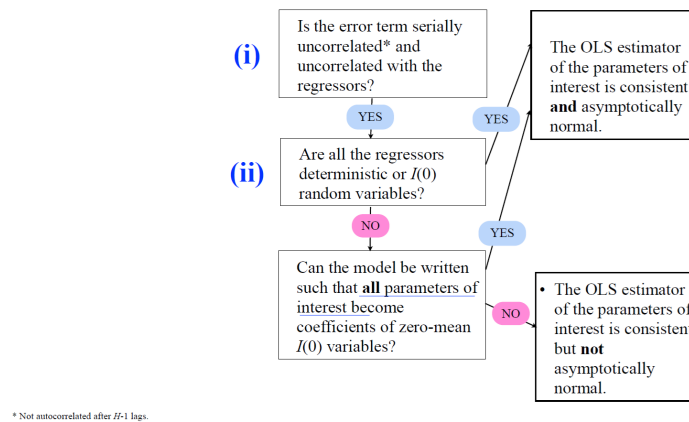 (i)
Is the error term serially
uncorrelated* and
uncorrelated with the
regressors?
YES
YES
The OLS estimator
of the parameters of
interest is consistent
and asymptotically
normal.
(ii)
Are all the regressors
deterministic or I(0)
random variables?
NO
YES
Can the model be written
such that all parameters of
interest become
coefficients of zero-mean
I(0) variables?
NO
• The OLS estimator
of the parameters of
interest is consistent
but not
asymptotically
normal.
* Not autocorrelated after H-1 lags.